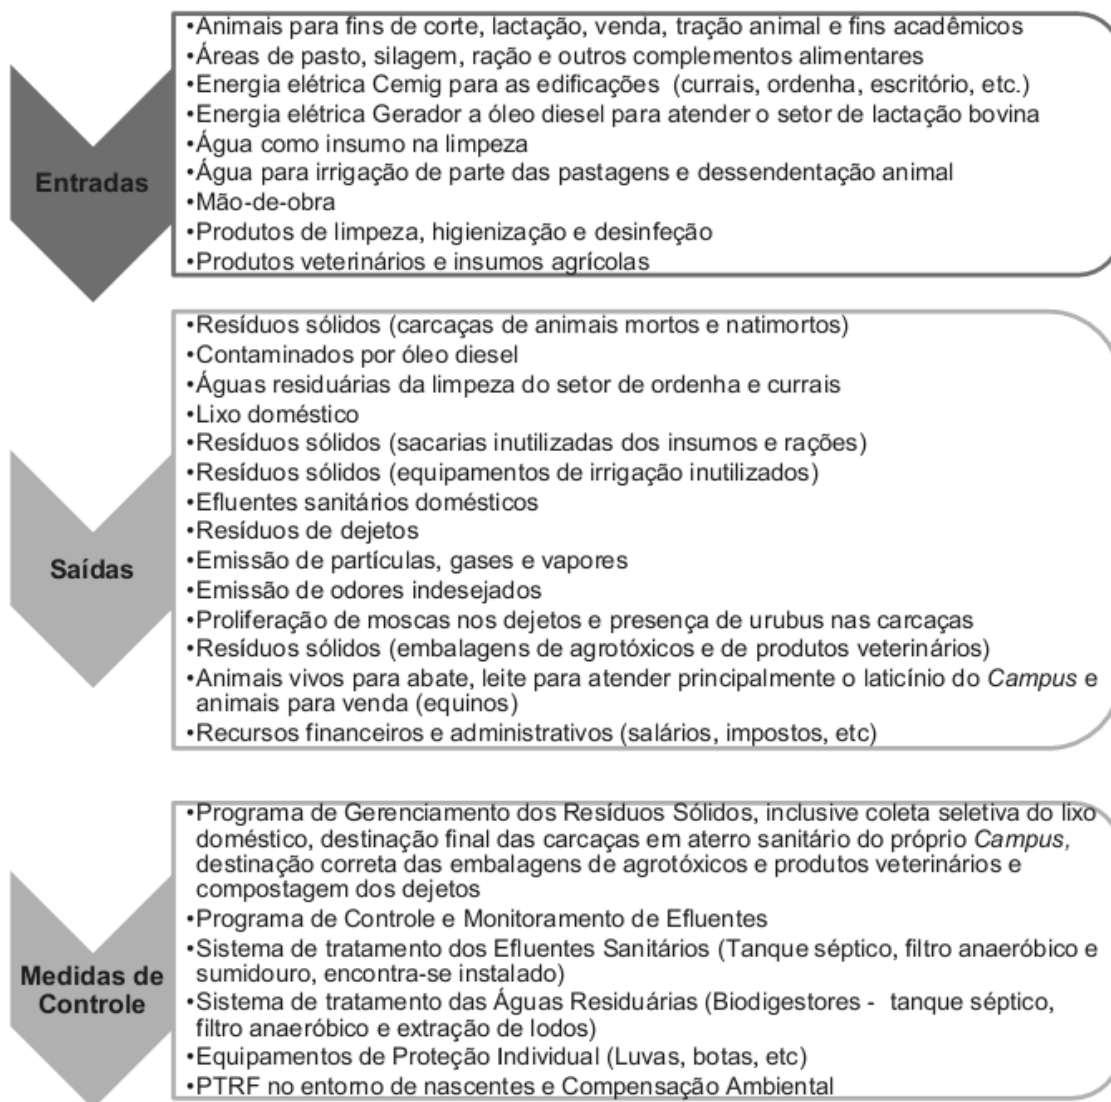 Entradas
•Animais para fins de corte, lactação, venda, tração animal e fins acadêmicos
•Áreas de pasto, silagem, ração e outros complementos alimentares
•Energia elétrica Cemig para as edificações (currais, ordenha, escritório, etc.)
•Energia elétrica Gerador a óleo diesel para atender o setor de lactação bovina
•Água como insumo na limpeza
•Água para irrigação de parte das pastagens e dessendentação animal
•Mão-de-obra
•Produtos de limpeza, higienização e desinfeção
•Produtos veterinários e insumos agrícolas
Saídas
•Resíduos sólidos (carcaças de animais mortos e natimortos)
•Contaminados por óleo diesel
•Águas residuárias da limpeza do setor de ordenha e currais
•Lixo doméstico
•Resíduos sólidos (sacarias inutilizadas dos insumos e rações)
•Resíduos sólidos (equipamentos de irrigação inutilizados)
•Efluentes sanitários domésticos
•Resíduos de dejetos
•Emissão de partículas, gases e vapores
•Emissão de odores indesejados
•Proliferação de moscas nos dejetos e presença de urubus nas carcaças
•Resíduos sólidos (embalagens de agrotóxicos e de produtos veterinários)
•Animais vivos para abate, leite para atender principalmente o laticínio do Campus e
animais para venda (equinos)
•Recursos financeiros e administrativos (salários, impostos, etc)
Medidas de
Controle
•Programa de Gerenciamento dos Resíduos Sólidos, inclusive coleta seletiva do lixo
doméstico, destinação final das carcaças em aterro sanitário do próprio Campus,
destinação correta das embalagens de agrotóxicos e produtos veterinários e
compostagem dos dejetos
•Programa de Controle e Monitoramento de Efluentes
•Sistema de tratamento dos Efluentes Sanitários (Tanque séptico, filtro anaeróbico e
sumidouro, encontra-se instalado)
•Sistema de tratamento das Águas Residuárias (Biodigestores - tanque séptico,
filtro anaeróbico e extração de lodos)
•Equipamentos de Proteção Individual (Luvas, botas, etc)
•PTRF no entorno de nascentes e Compensação Ambiental